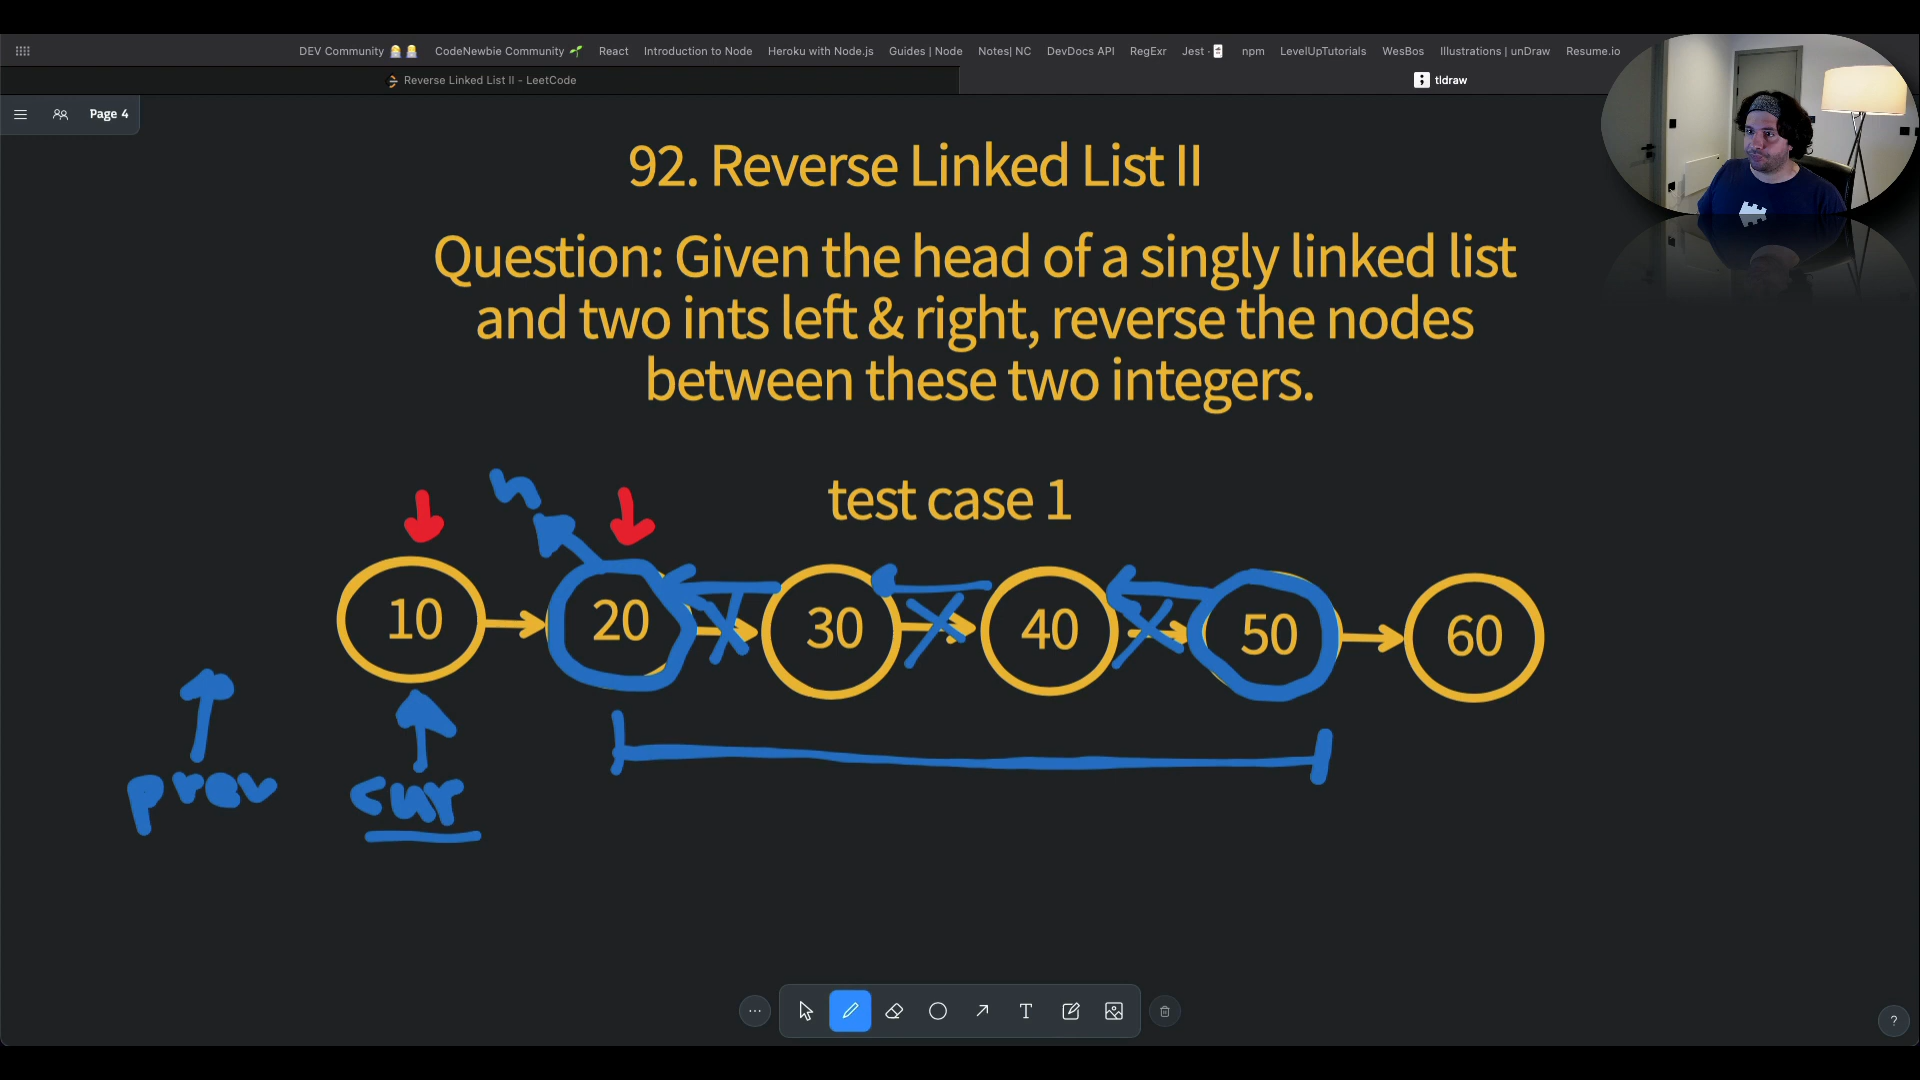 DEV Community CodeNewbie Community React Introduction to Node Heroku with Node.js Guides | Node Notes| NC DevDocs API RegExr Jest · npm LevelUpTutorials WesBos Illustrations | unDraw Resume.io
Reverse Linked List II - LeetCode tldraw
Page 4
92. Reverse Linked List II
Question: Given the head of a singly linked list
and two ints left & right, reverse the nodes
between these two integers.
n
test case 1
10 20 30 40 50 60
prev cur
T ?